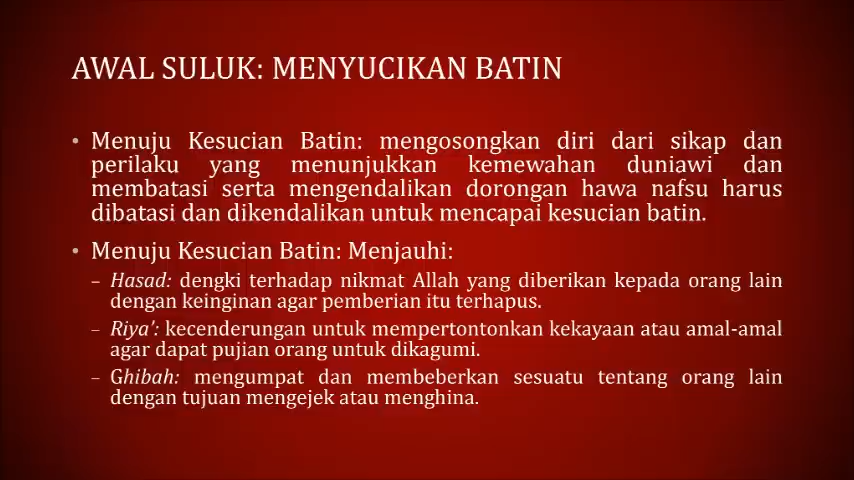 AWAL SULUK: MENYUCIKAN BATIN
• Menuju Kesucian Batin: mengosongkan diri dari sikap dan
perilaku yang menunjukkan kemewahan duniawi dan
membatasi serta mengendalikan dorongan hawa nafsu harus
dibatasi dan dikendalikan untuk mencapai kesucian batin.
• Menuju Kesucian Batin: Menjauhi:
– Hasad: dengki terhadap nikmat Allah yang diberikan kepada orang lain
dengan keinginan agar pemberian itu terhapus.
– Riya’: kecenderungan untuk mempertontonkan kekayaan atau amal-amal
agar dapat pujian orang untuk dikagumi.
– Ghibah: mengumpat dan membeberkan sesuatu tentang orang lain
dengan tujuan mengejek atau menghina.